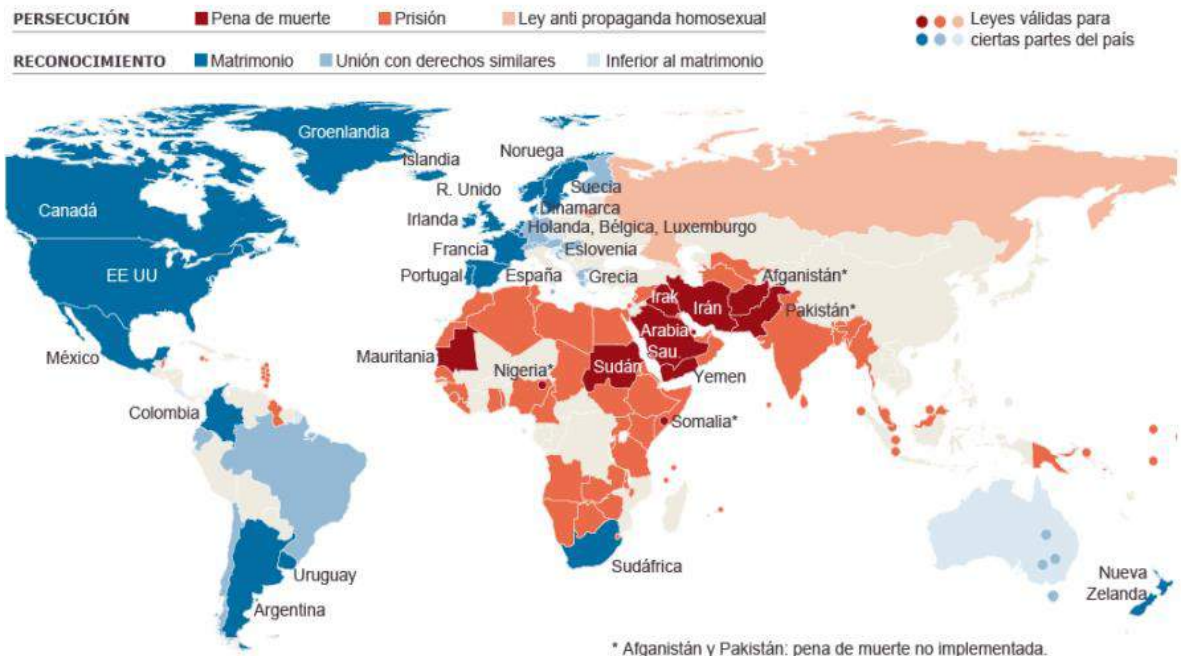 PERSECUCIÓN Pena de muerte Prisión Ley anti propaganda homosexual
Leyes válidas para
ciertas partes del país
RECONOCIMIENTO Matrimonio Unión con derechos similares Inferior al matrimonio
Groenlandia
Islandia
Noruega
R. Unido
Suecia
Canadá
Irlanda
Dinamarca
Holanda, Bélgica, Luxemburgo
Francia
Eslovenia
EE UU
Portugal
España
Grecia
Afganistán*
Irak
Irán
Pakistán*
Arabia
Sau
México
Mauritania
Nigeria*
Sudán
Yemen
Colombia
Somalia*
Sudáfrica
Uruguay
Nueva
Zelanda
Argentina
* Afganistán y Pakistán: pena de muerte no implementada.